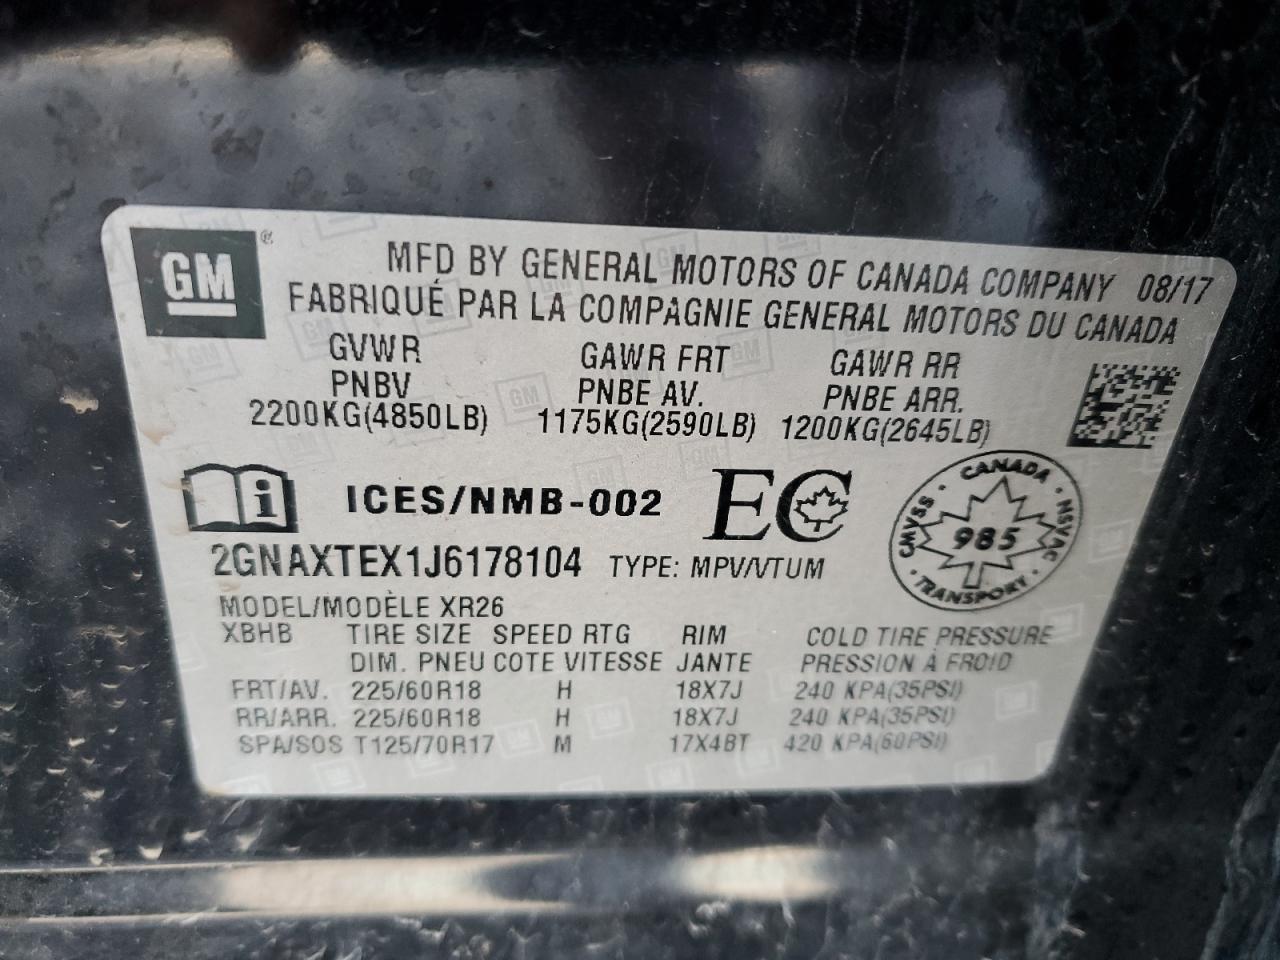 GM ®
MFD BY GENERAL MOTORS OF CANADA COMPANY 08/17
FABRIQUÉ PAR LA COMPAGNIE GENERAL MOTORS DU CANADA
GVWR GAWR FRT GAWR RR
PNBV PNBE AV. PNBE ARR.
2200KG(4850LB) 1175KG(2590LB) 1200KG(2645LB)
i ICES/NMB-002 EC
CANADA · NSVAC · TRANSPORT · CMVSS ·
985
2GNAXTEX1J6178104 TYPE: MPV/VTUM
MODEL/MODÈLE XR26
XBHB TIRE SIZE SPEED RTG RIM COLD TIRE PRESSURE
DIM. PNEU COTE VITESSE JANTE PRESSION À FROID
FRT/AV. 225/60R18 H 18X7J 240 KPA(35PSI)
RR/ARR. 225/60R18 H 18X7J 240 KPA(35PSI)
SPA/SOS T125/70R17 M 17X4BT 420 KPA(60PSI)